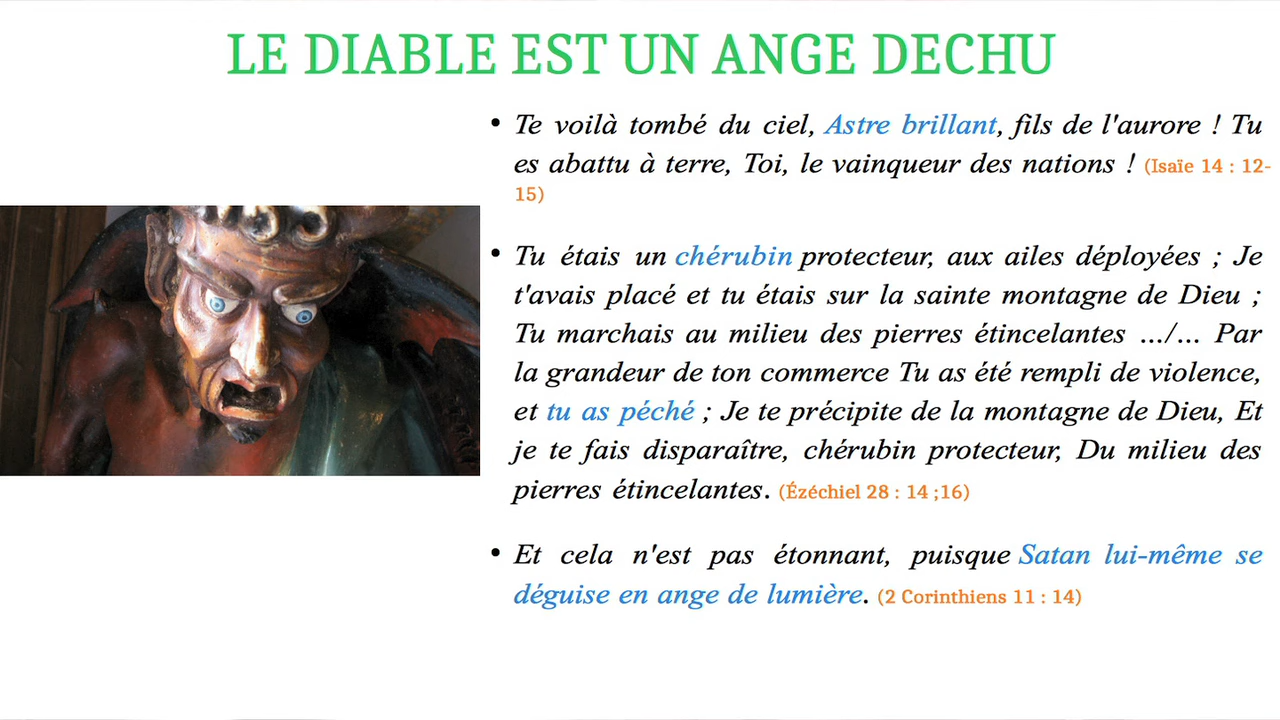 LE DIABLE EST UN ANGE DECHU
• Te voilà tombé du ciel, Astre brillant, fils de l'aurore ! Tu
es abattu à terre, Toi, le vainqueur des nations ! (Isaïe 14 : 12-
15)
• Tu étais un chérubin protecteur, aux ailes déployées ; Je
t'avais placé et tu étais sur la sainte montagne de Dieu ;
Tu marchais au milieu des pierres étincelantes .../... Par
la grandeur de ton commerce Tu as été rempli de violence,
et tu as péché ; Je te précipite de la montagne de Dieu, Et
je te fais disparaître, chérubin protecteur, Du milieu des
pierres étincelantes. (Ézéchiel 28 : 14 ;16)
• Et cela n'est pas étonnant, puisque Satan lui-même se
déguise en ange de lumière. (2 Corinthiens 11 : 14)